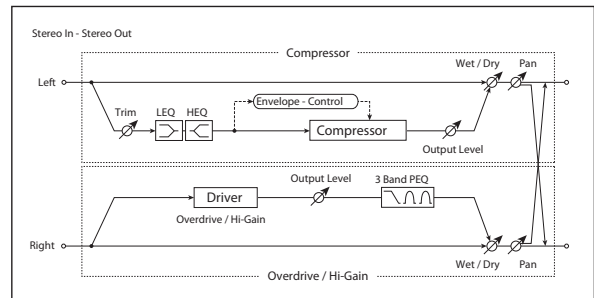 Stereo In - Stereo Out
Compressor
Wet / Dry
Pan
Left
Trim
LEQ
HEQ
Envelope - Control
Compressor
Output Level
Output Level
3 Band PEQ
Driver
Overdrive / Hi-Gain
Right
Wet / Dry
Pan
Overdrive / Hi-Gain